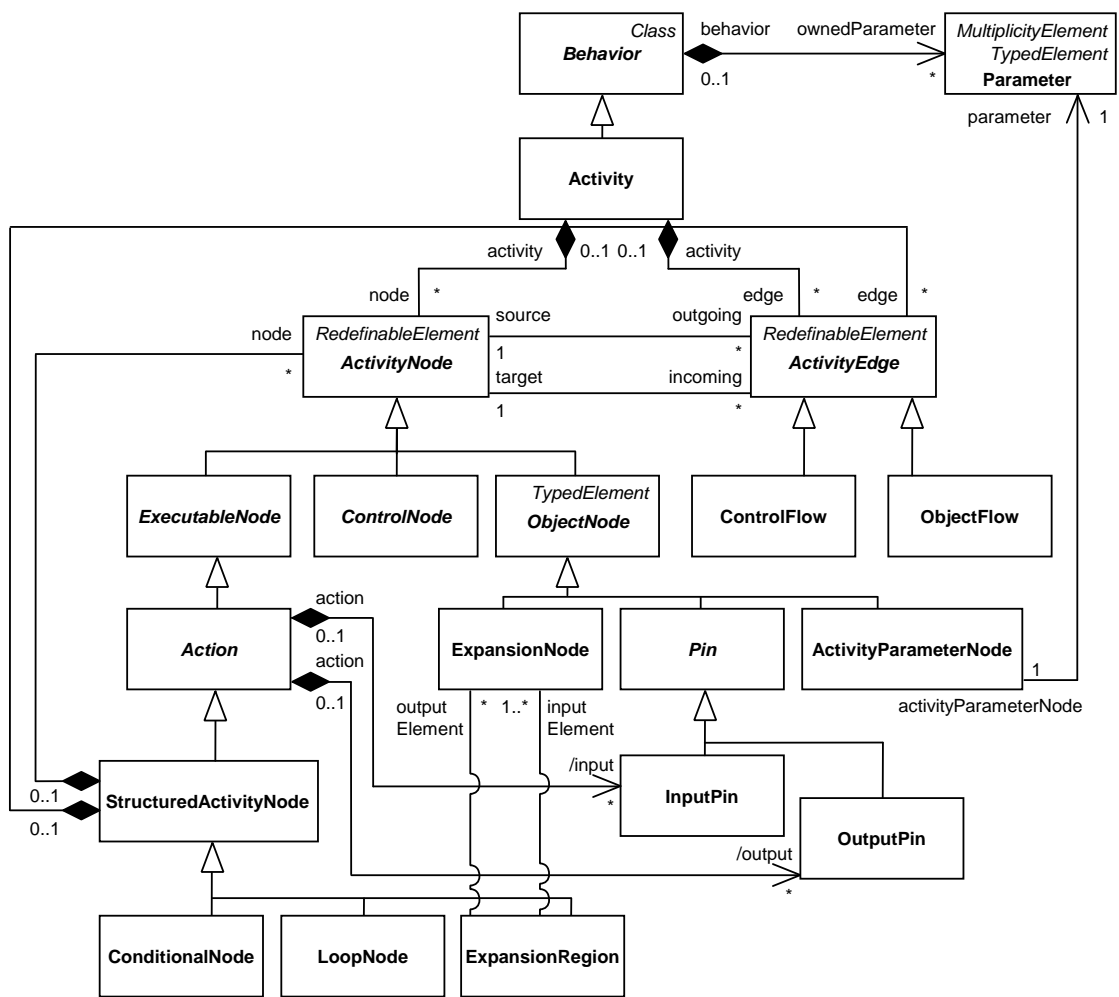 Class
Behavior
behavior
ownedParameter
0..1
*
MultiplicityElement
TypedElement
Parameter
parameter
1
Activity
activity
0..1
0..1
activity
node
*
edge
*
edge
*
node
*
RedefinableElement
ActivityNode
source
1
outgoing
*
target
1
incoming
*
RedefinableElement
ActivityEdge
ExecutableNode
ControlNode
TypedElement
ObjectNode
ControlFlow
ObjectFlow
action
0..1
Action
action
0..1
ExpansionNode
Pin
ActivityParameterNode
1
activityParameterNode
output
Element
*
1..*
input
Element
0..1
0..1
StructuredActivityNode
/input
*
InputPin
OutputPin
/output
*
ConditionalNode
LoopNode
ExpansionRegion